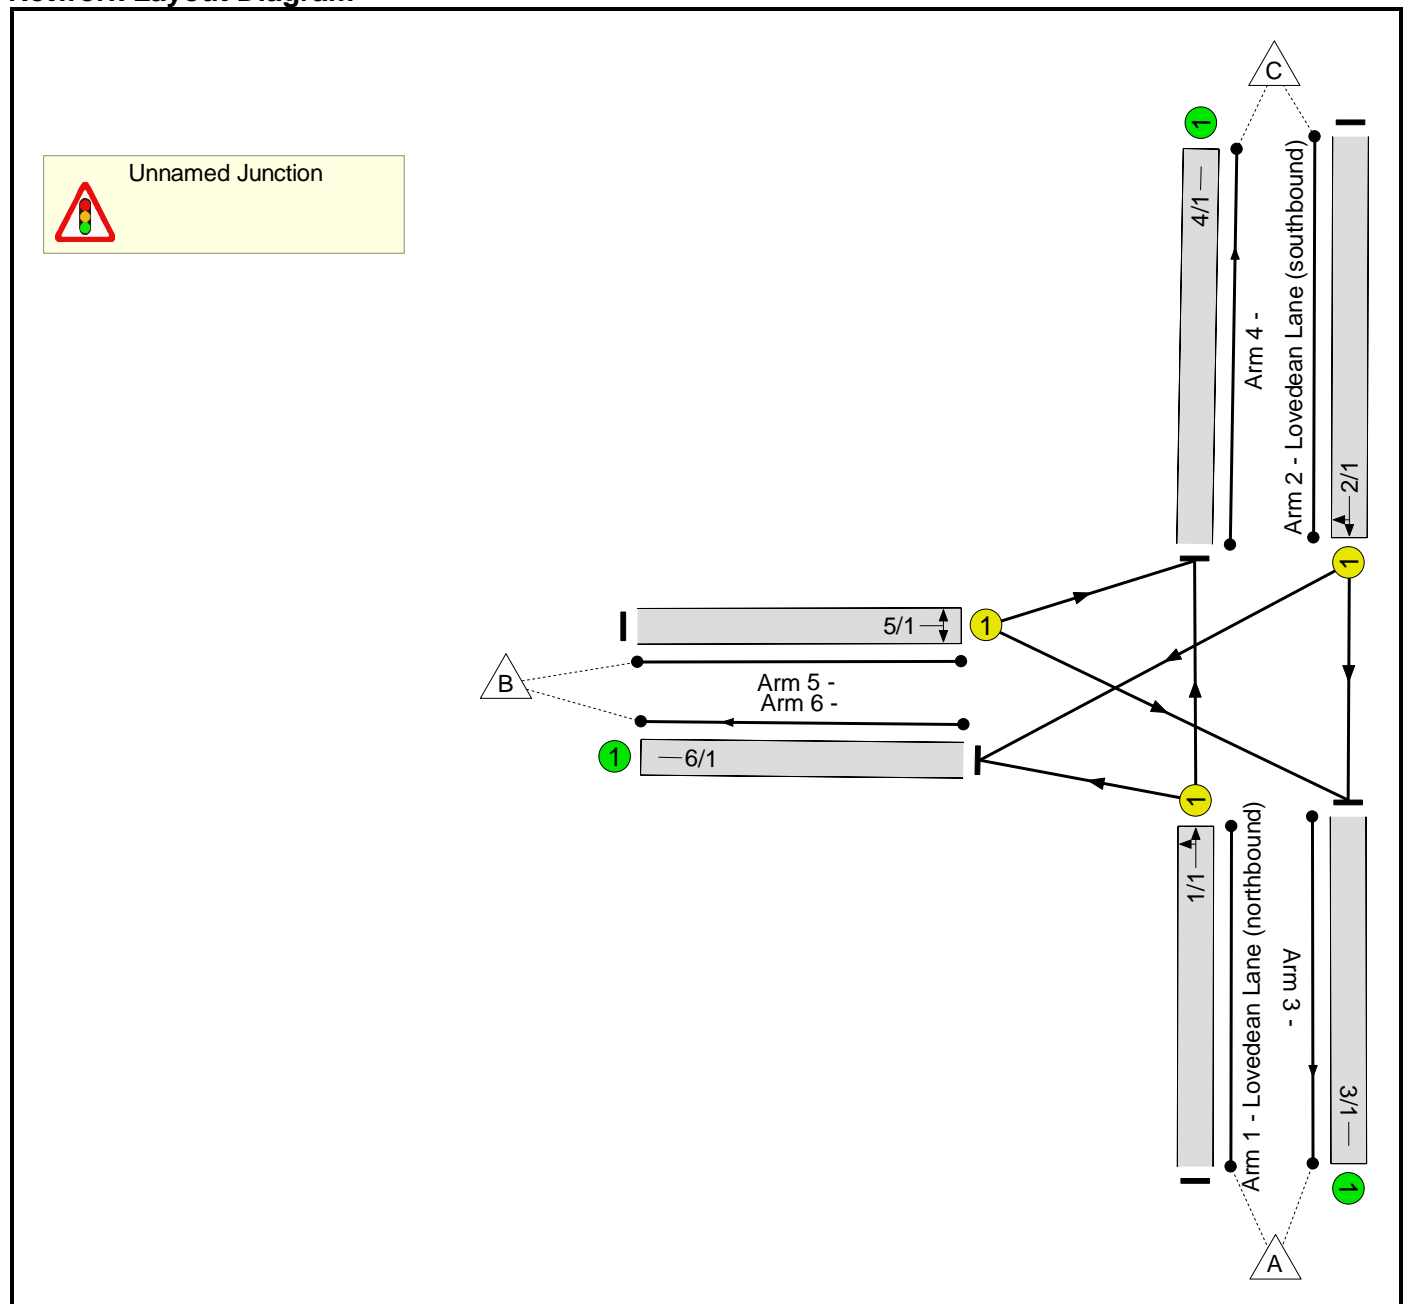 Network Layout Diagram
C
1
Unnamed Junction
4/1
Arm 4 -
Arm 2 - Lovedean Lane (southbound)
2/1
1
5/1
1
B
Arm 5 -
Arm 6 -
1
6/1
1
1/1
Arm 1 - Lovedean Lane (northbound)
Arm 3 -
3/1
1
A